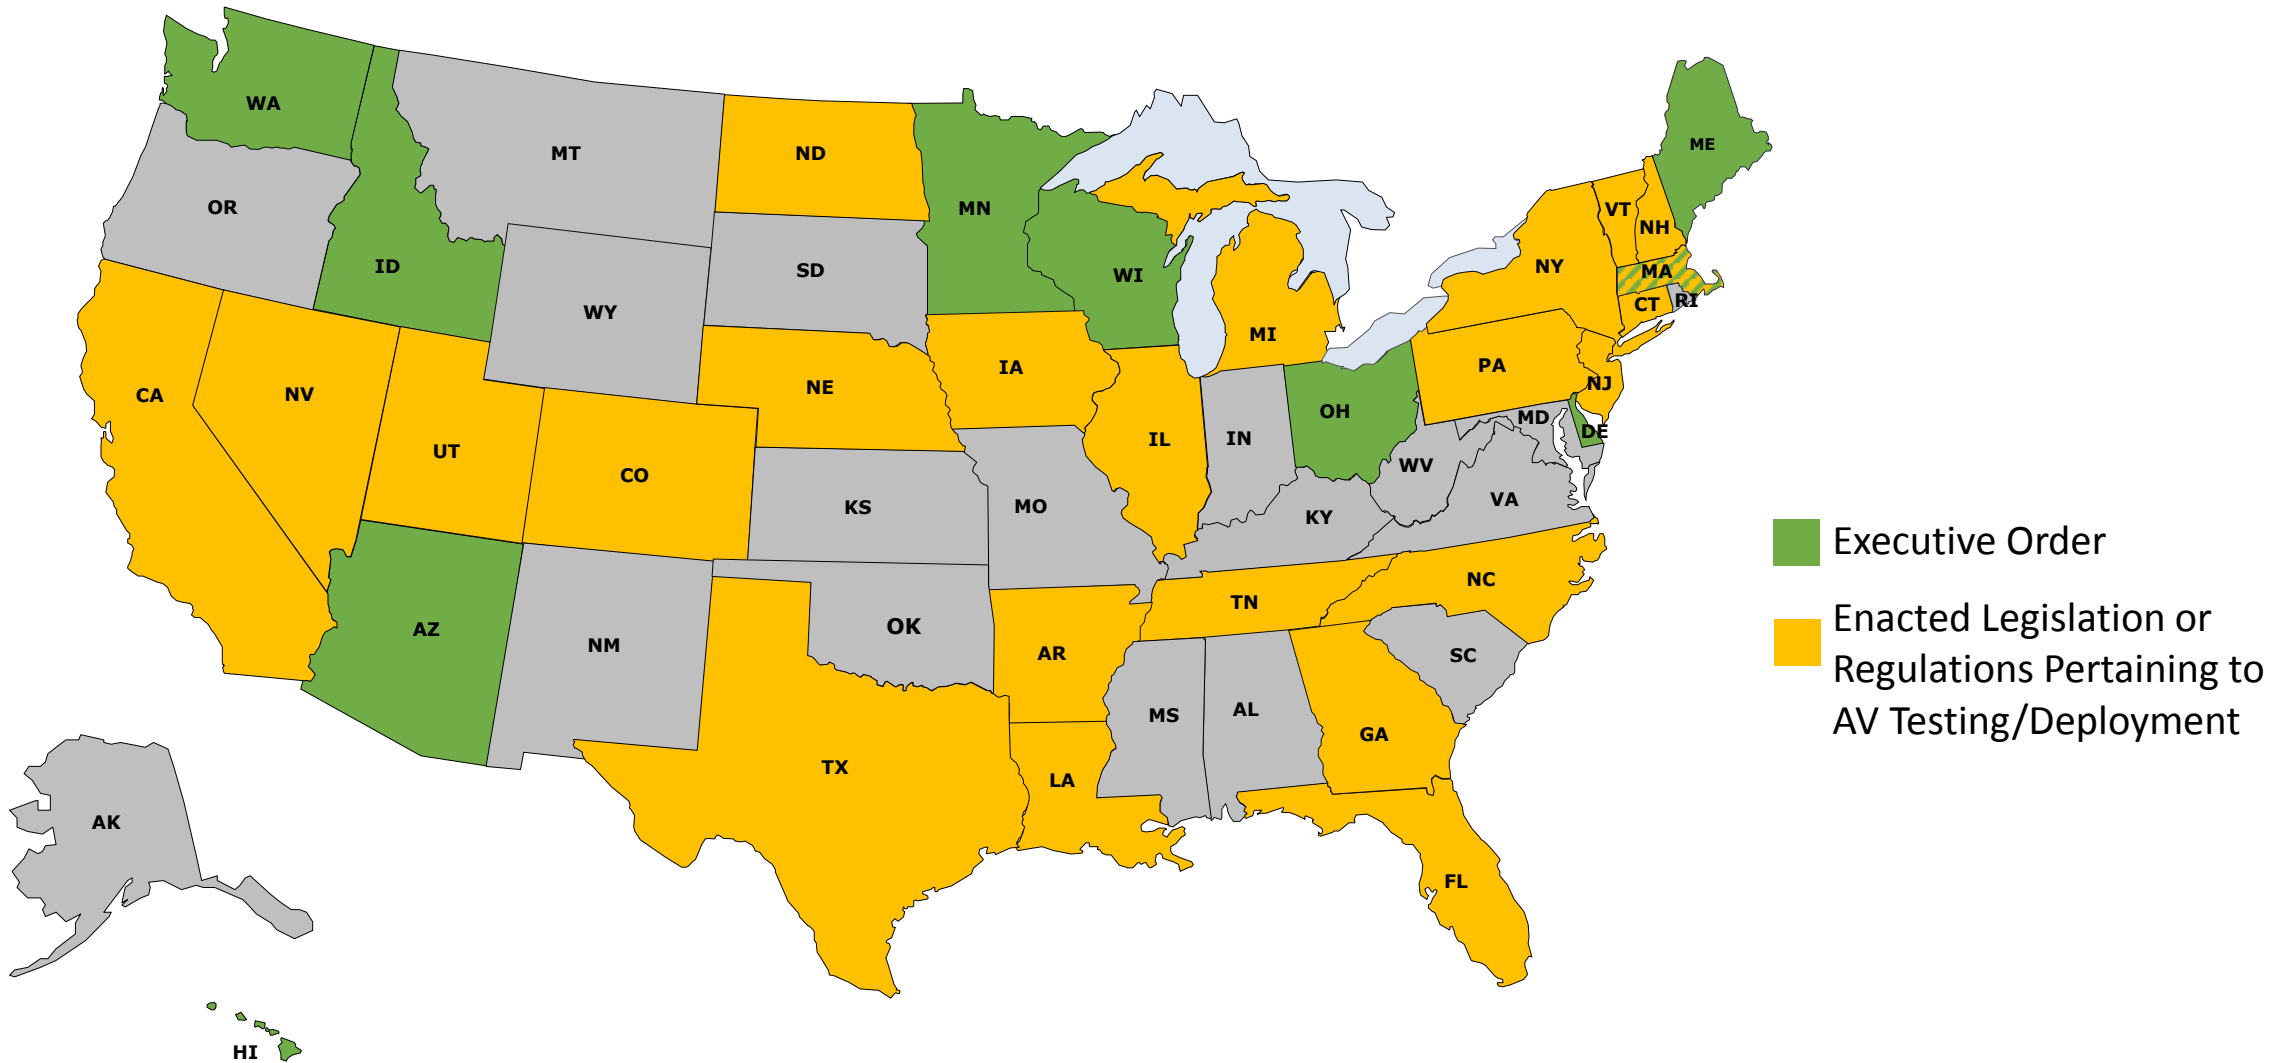 WA
ME
MT
ND
OR
MN
VT
NH
ID
SD
WI
NY
MA
WY
CT
RI
MI
CA
NV
NE
IA
PA
NJ
UT
CO
IL
IN
OH
MD
DE
WV
KS
MO
KY
VA
Executive Order
AZ
NM
OK
AR
TN
NC
Enacted Legislation or
Regulations Pertaining to
AV Testing/Deployment
SC
MS
AL
GA
TX
LA
AK
FL
HI